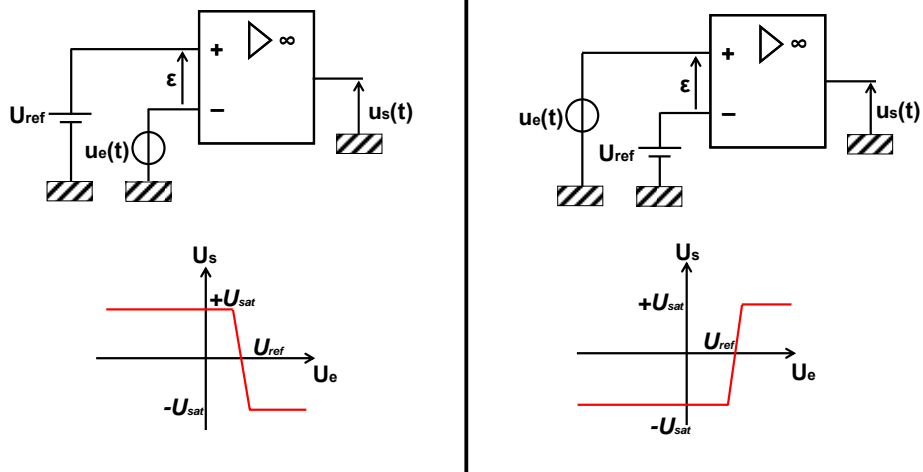 ∞
+
ε
−
Uref
ue(t)
us(t)
Us
+Usat
Uref
Ue
-Usat
∞
+
ε
−
ue(t)
Uref
us(t)
Us
+Usat
Uref
Ue
-Usat